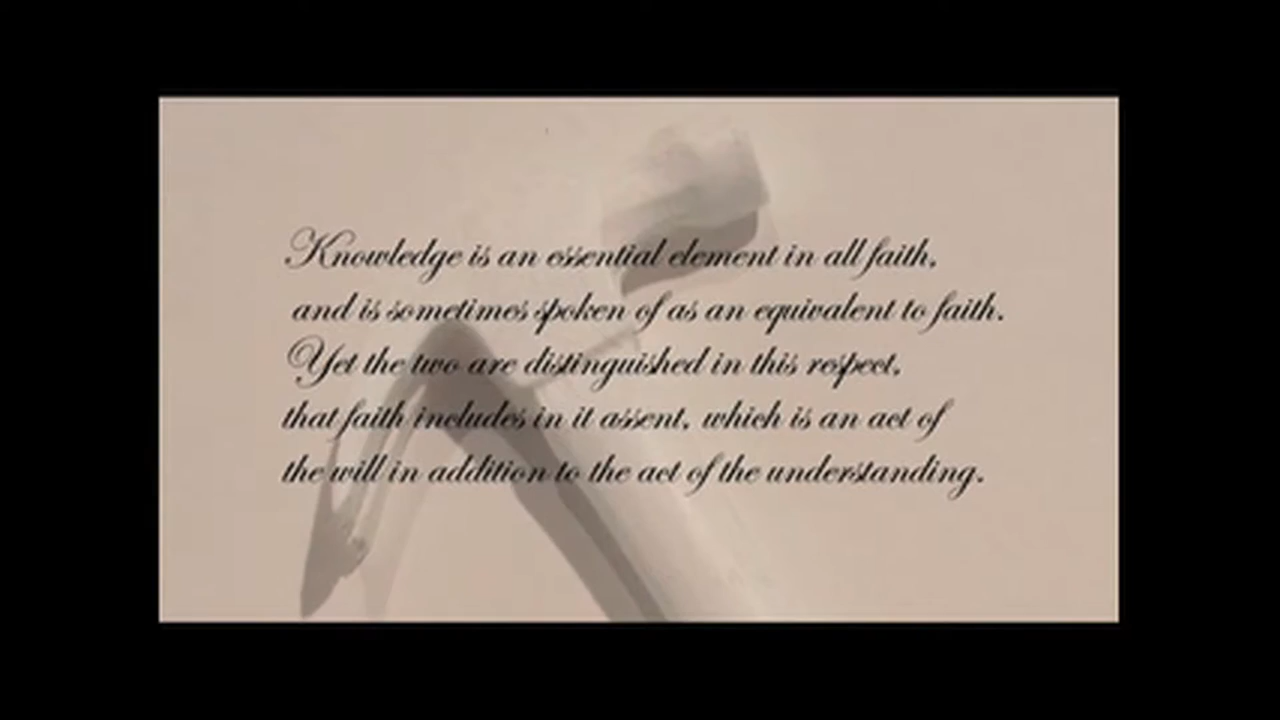 Knowledge is an essential element in all faith,
and is sometimes spoken of as an equivalent to faith.
Yet the two are distinguished in this respect,
that faith includes in it assent, which is an act of
the will in addition to the act of the understanding.